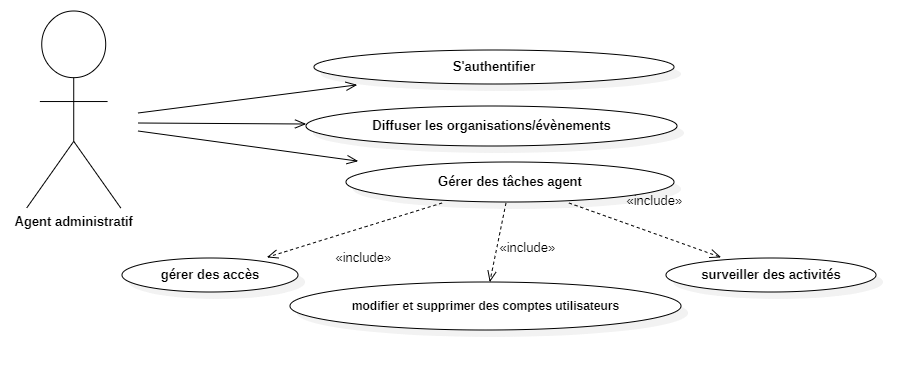 S'authentifier
Diffuser les organisations/évènements
Gérer des tâches agent
«include»
Agent administratif
«include»
«include»
gérer des accès
surveiller des activités
modifier et supprimer des comptes utilisateurs